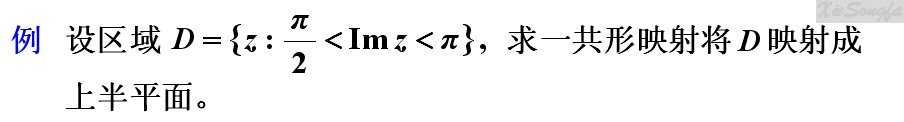 XieSongfa
例 设区域 D = {z : π/2 < Im z < π}, 求一共形映射将 D 映射成
上半平面。